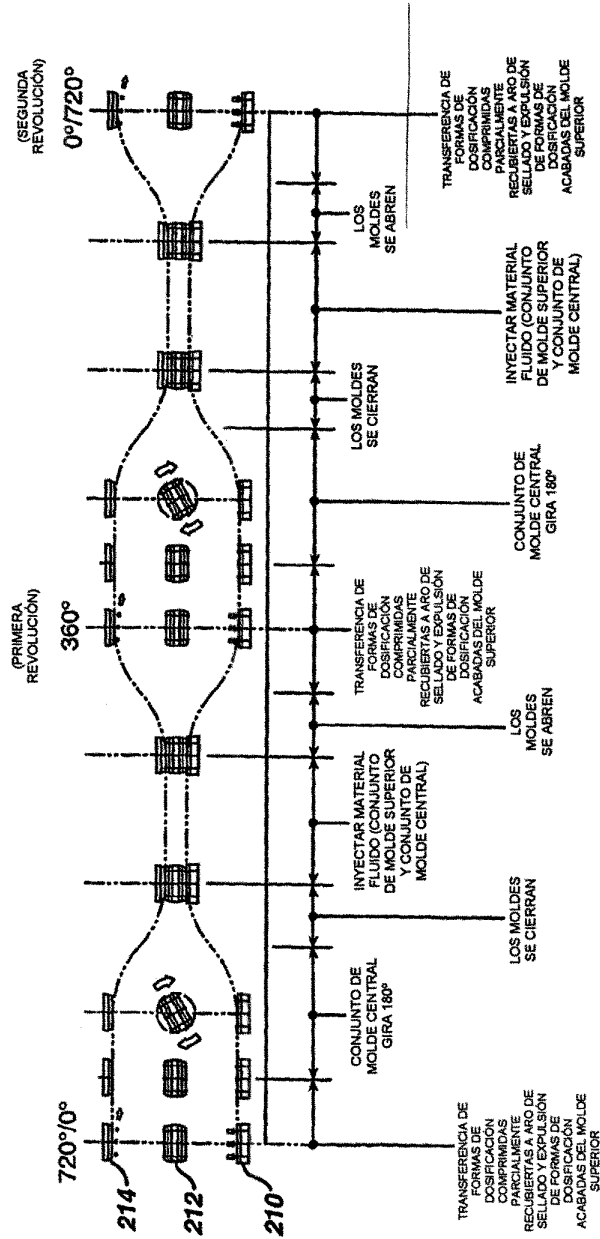 (PRIMERA
REVOLUCIÓN)
(SEGUNDA
REVOLUCIÓN)
720°/0°
360°
0°/720°
214
212
210
TRANSFERENCIA DE
FORMAS DE
DOSIFICACIÓN
COMPRIMIDAS
PARCIALMENTE
RECUBIERTAS A ARO DE
SELLADO Y EXPULSIÓN
DE FORMAS DE
DOSIFICACIÓN
ACABADAS DEL MOLDE
SUPERIOR
CONJUNTO DE
MOLDE CENTRAL
GIRA 180º
LOS MOLDES
SE CIERRAN
INYECTAR MATERIAL
FLUIDO (CONJUNTO
DE MOLDE SUPERIOR
Y CONJUNTO DE
MOLDE CENTRAL)
LOS
MOLDES
SE ABREN
TRANSFERENCIA DE
FORMAS DE
DOSIFICACIÓN
COMPRIMIDAS
PARCIALMENTE
RECUBIERTAS A ARO DE
SELLADO Y EXPULSIÓN
DE FORMAS DE
DOSIFICACIÓN
ACABADAS DEL MOLDE
SUPERIOR
CONJUNTO DE
MOLDE CENTRAL
GIRA 180º
LOS MOLDES
SE CIERRAN
INYECTAR MATERIAL
FLUIDO (CONJUNTO
DE MOLDE SUPERIOR
Y CONJUNTO DE
MOLDE CENTRAL)
LOS
MOLDES
SE ABREN
TRANSFERENCIA DE
FORMAS DE
DOSIFICACIÓN
COMPRIMIDAS
PARCIALMENTE
RECUBIERTAS A ARO DE
SELLADO Y EXPULSIÓN
DE FORMAS DE
DOSIFICACIÓN
ACABADAS DEL MOLDE
SUPERIOR